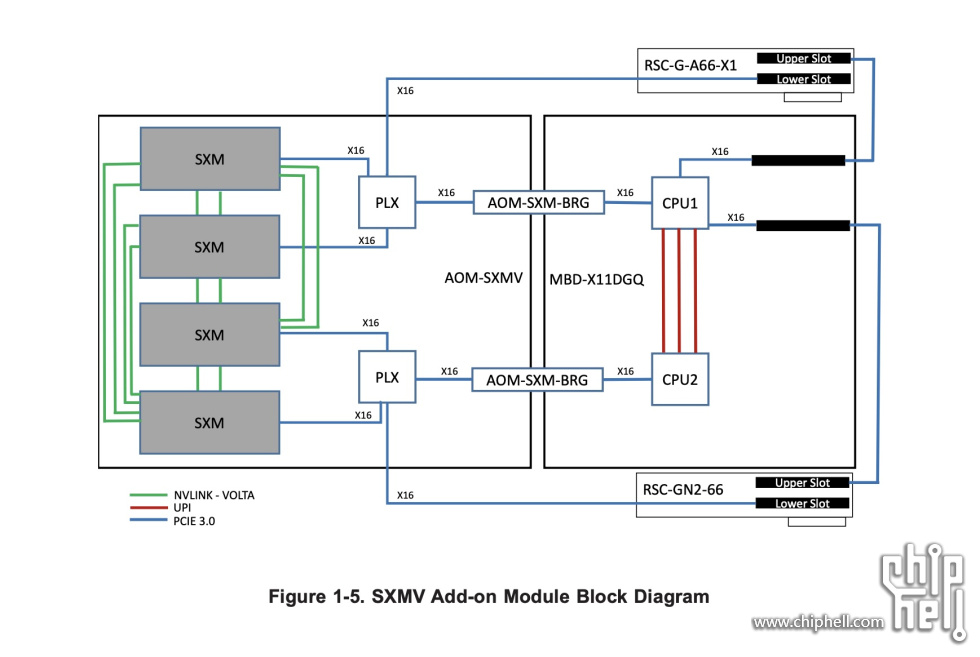 RSC-G-A66-X1
Upper Slot
Lower Slot
X16
SXM
X16
X16
PLX
X16
AOM-SXM-BRG
X16
CPU1
X16
SXM
X16
AOM-SXMV
MBD-X11DGQ
SXM
X16
PLX
X16
AOM-SXM-BRG
X16
CPU2
SXM
X16
RSC-GN2-66
Upper Slot
Lower Slot
X16
NVLINK - VOLTA
UPI
PCIE 3.0
Figure 1-5. SXMV Add-on Module Block Diagram
chip hell
www.chiphell.com